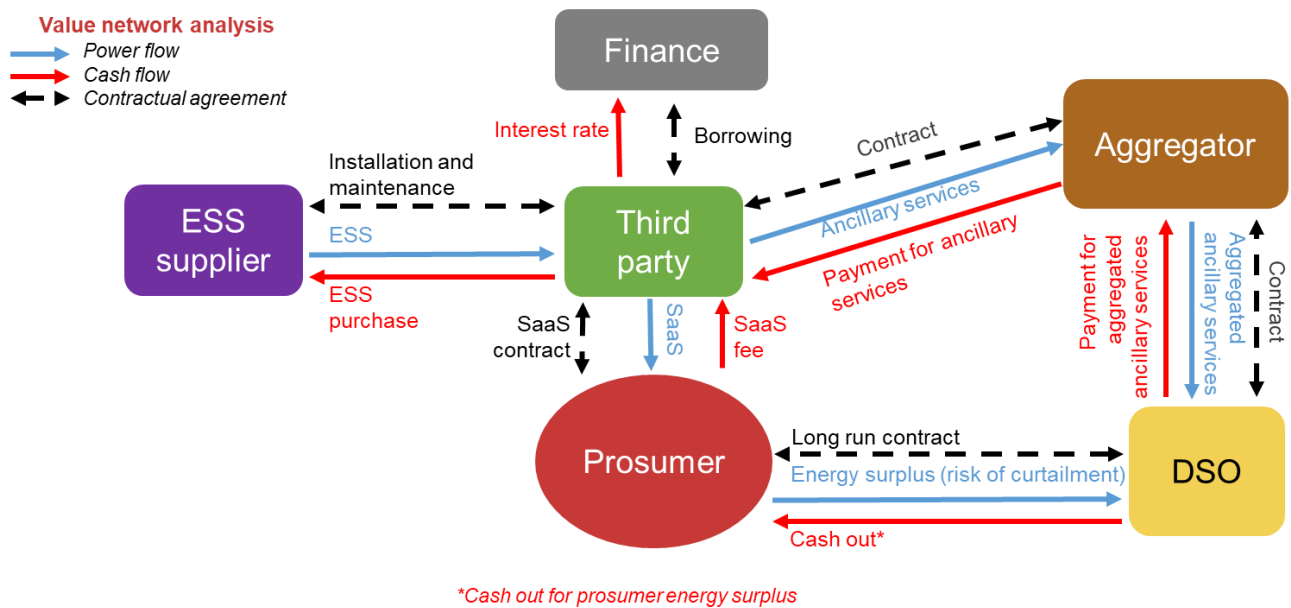 Value network analysis
Power flow
Cash flow
Contractual agreement
Finance
Interest rate
Borrowing
Contract
Aggregator
Installation and
maintenance
ESS
supplier
ESS
ESS
purchase
Third
party
Ancillary services
Payment for ancillary
services
SaaS
contract
SaaS
SaaS
fee
Payment for
aggregated
ancillary services
Aggregated
ancillary services
Contract
Prosumer
Long run contract
Energy surplus (risk of curtailment)
Cash out*
DSO
*Cash out for prosumer energy surplus